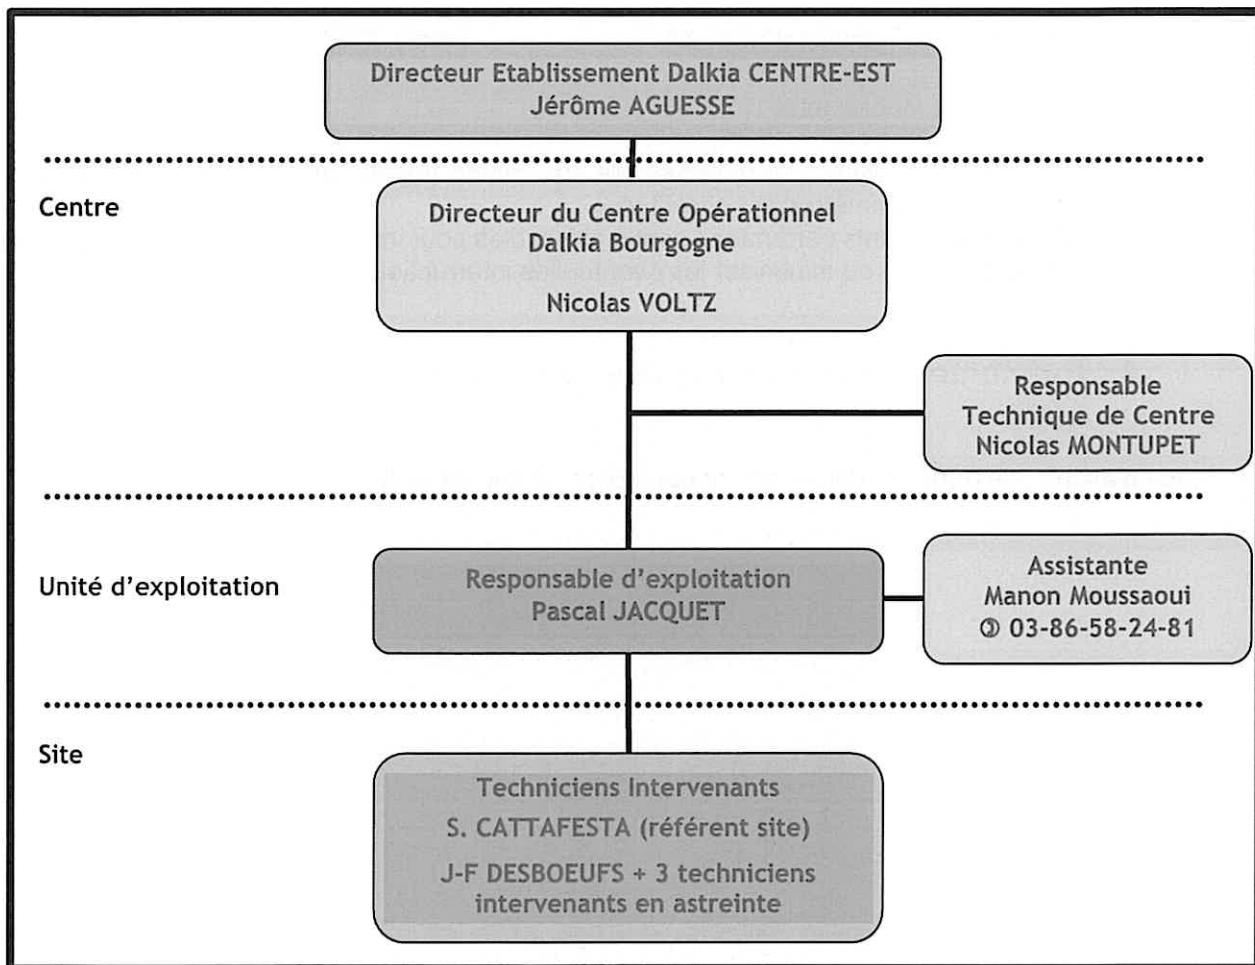 Directeur Etablissement Dalkia CENTRE-EST
Jérôme AGUESSE
Centre
Directeur du Centre Opérationnel
Dalkia Bourgogne
Nicolas VOLTZ
Responsable
Technique de Centre
Nicolas MONTUPET
Unité d’exploitation
Responsable d’exploitation
Pascal JACQUET
Assistante
Manon Moussaoui
03-86-58-24-81
Site
Techniciens Intervenants
S. CATTAFESTA (référent site)
J-F DESBOEUFS + 3 techniciens
intervenants en astreinte